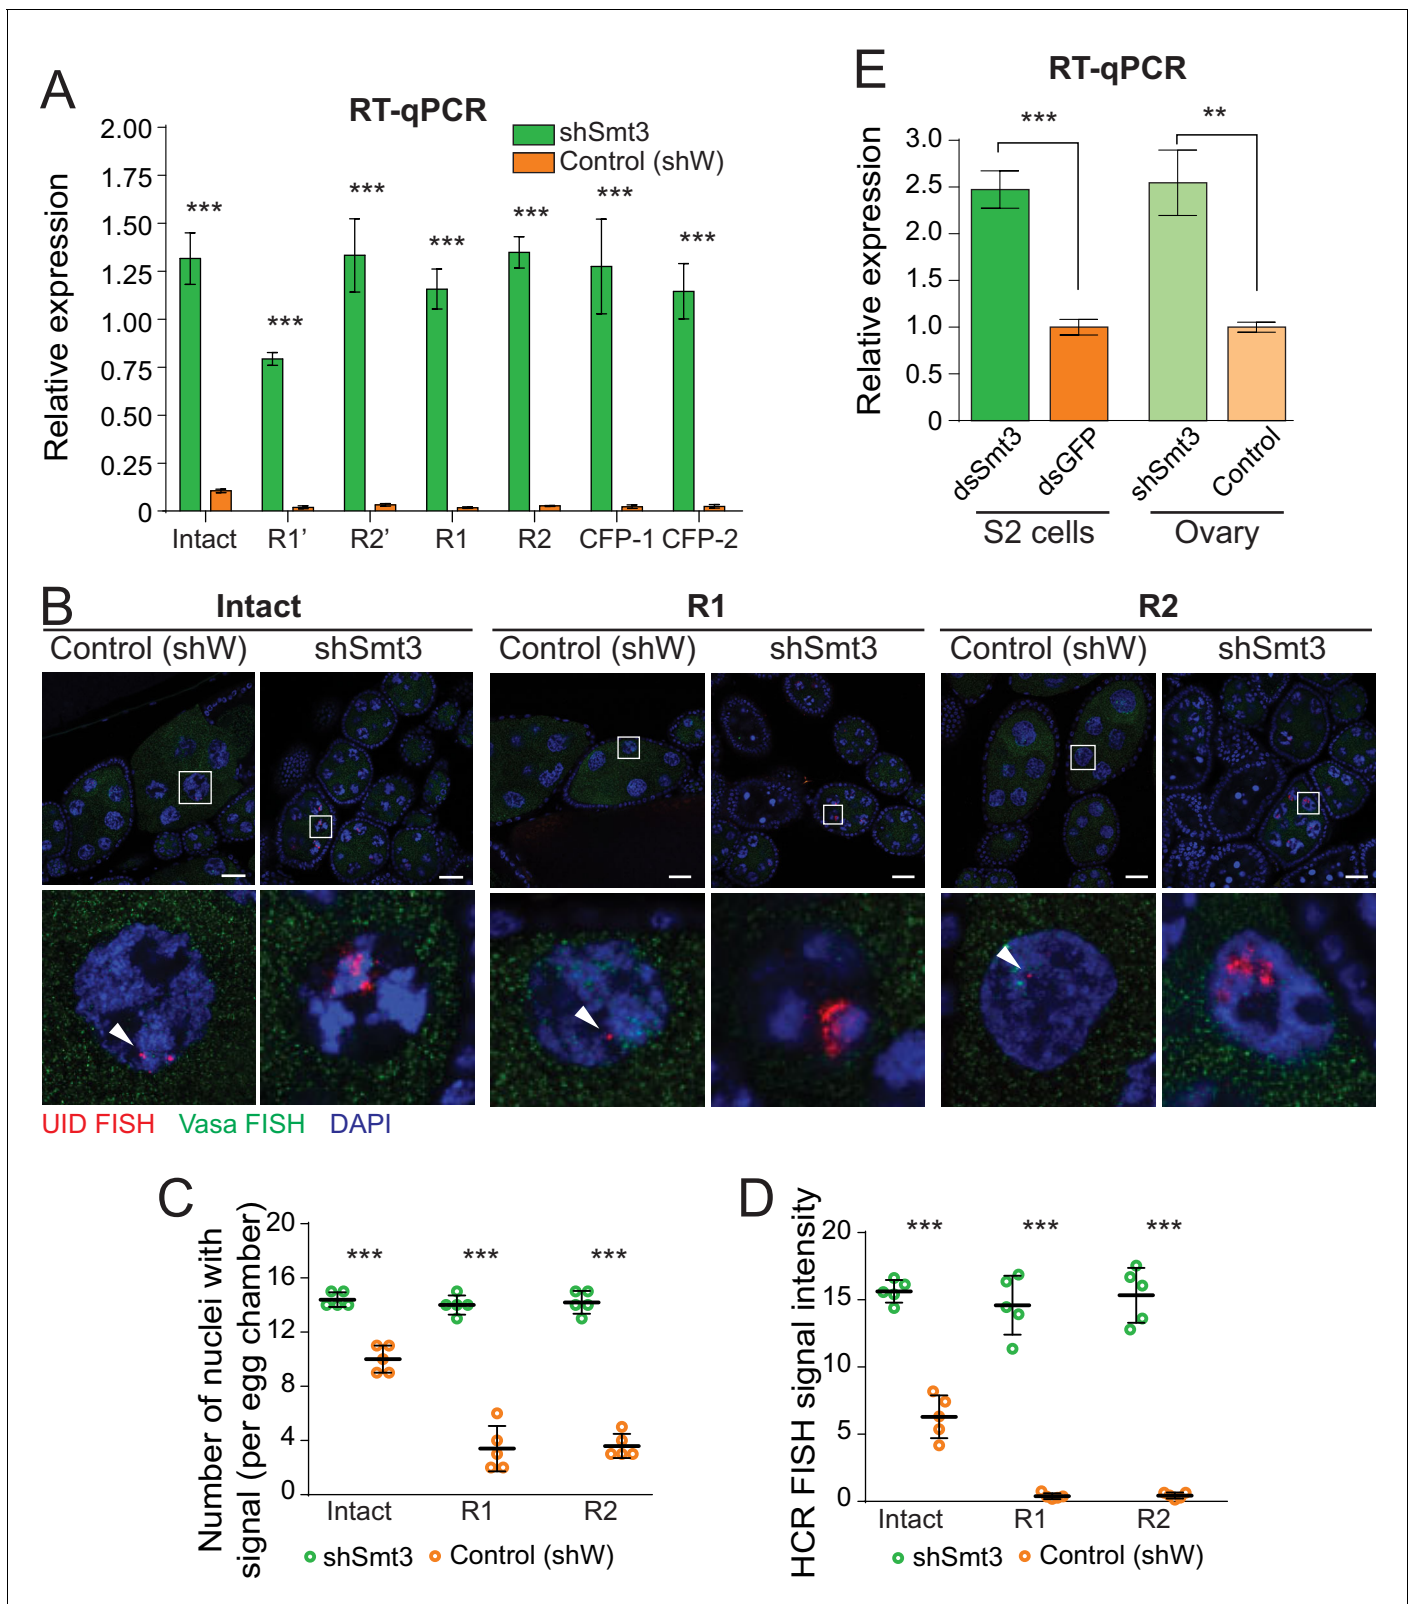 A
RT-qPCR
shSmt3
Control (shW)
Relative expression
2.00
1.75
1.50
1.25
1.00
0.75
0.50
0.25
0
***
***
***
***
***
***
***
Intact R1' R2' R1 R2 CFP-1 CFP-2
E
RT-qPCR
Relative expression
3.0
2.5
2.0
1.5
1.0
0.5
0
***
**
dsSmt3 dsGFP shSmt3 Control
S2 cells Ovary
B
Intact R1 R2
Control (shW) shSmt3 Control (shW) shSmt3 Control (shW) shSmt3
UID FISH Vasa FISH DAPI
C
Number of nuclei with
signal (per egg chamber)
20
16
12
8
4
0
*** *** ***
Intact R1 R2
shSmt3 Control (shW)
D
HCR FISH signal intensity
20
15
10
5
0
*** *** ***
Intact R1 R2
shSmt3 Control (shW)